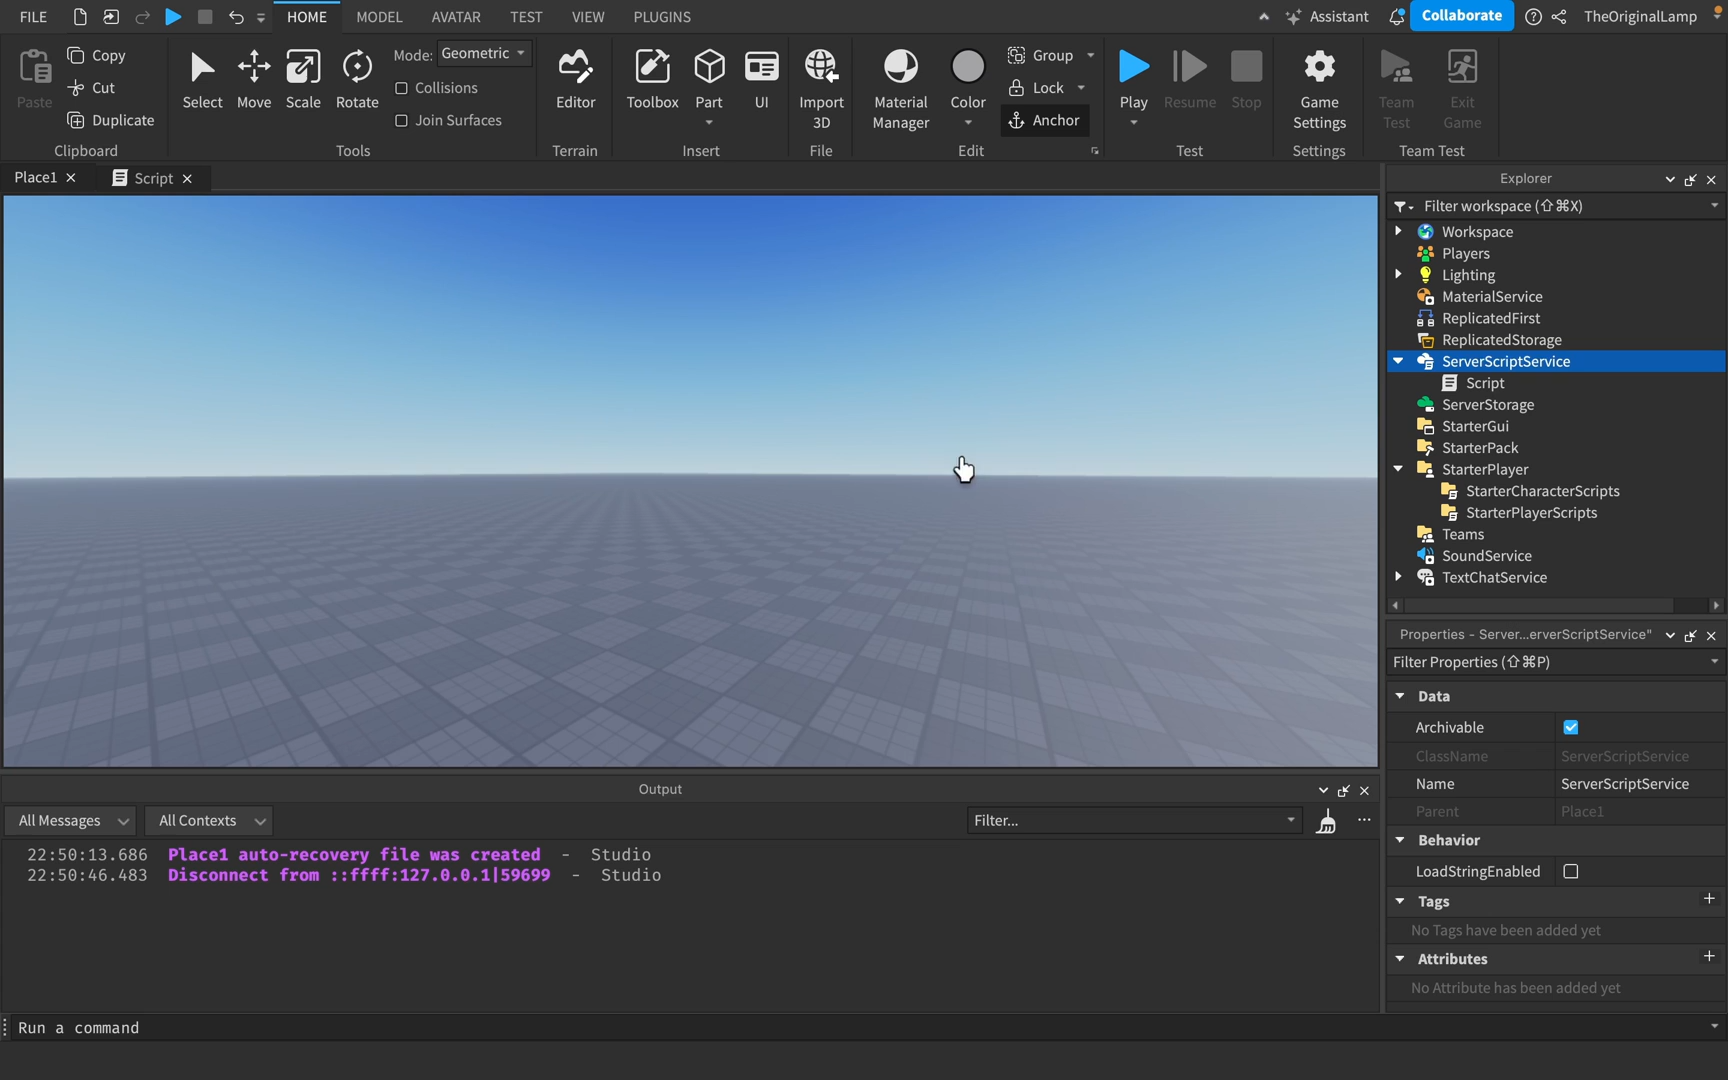 FILE HOME MODEL AVATAR TEST VIEW PLUGINS Assistant Collaborate TheOriginalLamp
Paste Copy Cut Duplicate
Clipboard
Select Move Scale Rotate
Mode: Geometric
Collisions
Join Surfaces
Tools
Editor
Terrain
Toolbox Part UI
Insert
Import 3D
File
Material Manager
Color
Group
Lock
Anchor
Edit
Play Resume Stop
Test
Game Settings
Settings
Team Test
Exit Game
Team Test
Place1 Script
Explorer
Filter workspace (⇧⌘X)
Workspace
Players
Lighting
MaterialService
ReplicatedFirst
ReplicatedStorage
ServerScriptService
Script
ServerStorage
StarterGui
StarterPack
StarterPlayer
StarterCharacterScripts
StarterPlayerScripts
Teams
SoundService
TextChatService
Properties - Server...erverScriptService"
Filter Properties (⇧⌘P)
Data
Archivable
ClassName ServerScriptService
Name ServerScriptService
Parent Place1
Behavior
LoadStringEnabled
Tags
No Tags have been added yet
Attributes
No Attribute has been added yet
Output
All Messages All Contexts Filter...
22:50:13.686 Place1 auto-recovery file was created - Studio
22:50:46.483 Disconnect from ::ffff:127.0.0.1|59699 - Studio
Run a command